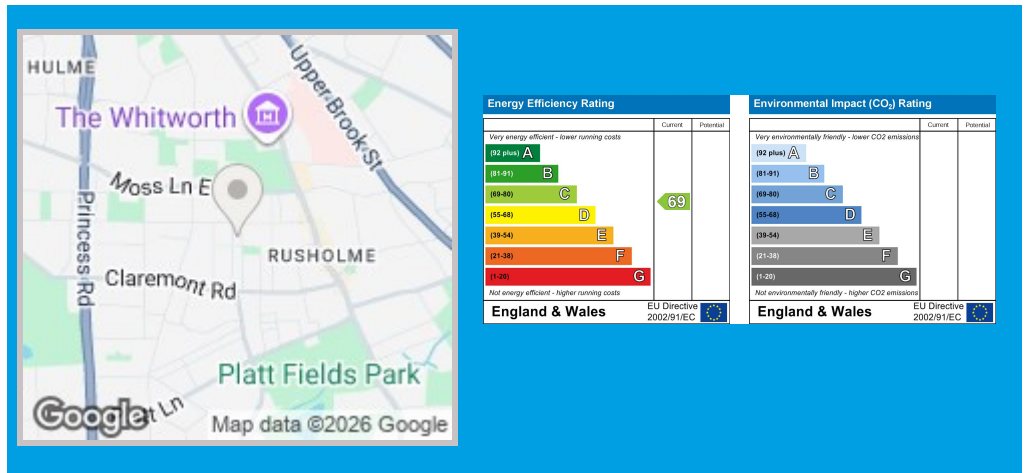 HULME
Upper Brook St
The Whitworth
Moss Ln E
Princess Rd
RUSHOLME
Claremont Rd
Platt Fields Park
Platt Ln
Google
Map data ©2026 Google
Energy Efficiency Rating
Current
Potential
Very energy efficient - lower running costs
(92 plus) A
(81-91) B
(69-80) C
69
(55-68) D
(39-54) E
(21-38) F
(1-20) G
Not energy efficient - higher running costs
England & Wales
EU Directive
2002/91/EC
Environmental Impact (CO₂) Rating
Current
Potential
Very environmentally friendly - lower CO2 emissions
(92 plus) A
(81-91) B
(69-80) C
(55-68) D
(39-54) E
(21-38) F
(1-20) G
Not environmentally friendly - higher CO2 emissions
England & Wales
EU Directive
2002/91/EC